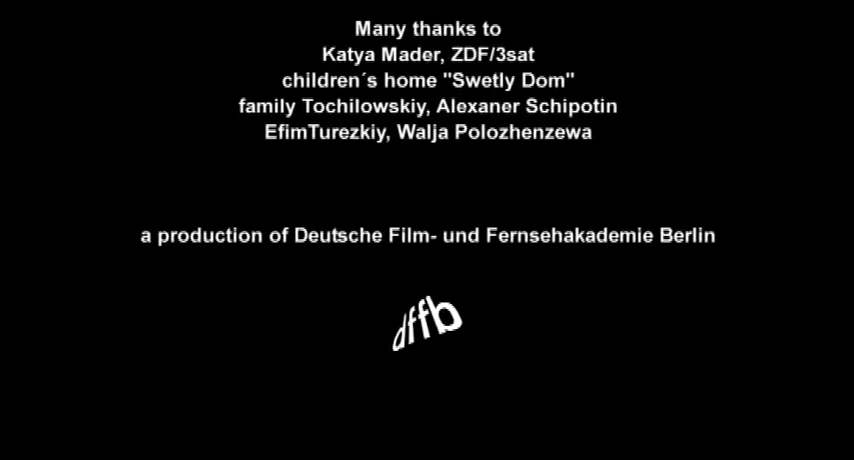 Many thanks to
Katya Mader, ZDF/3sat
children´s home "Swetly Dom"
family Tochilowskiy, Alexaner Schipotin
EfimTurezkiy, Walja Polozhenzewa
a production of Deutsche Film- und Fernsehakademie Berlin
dffb